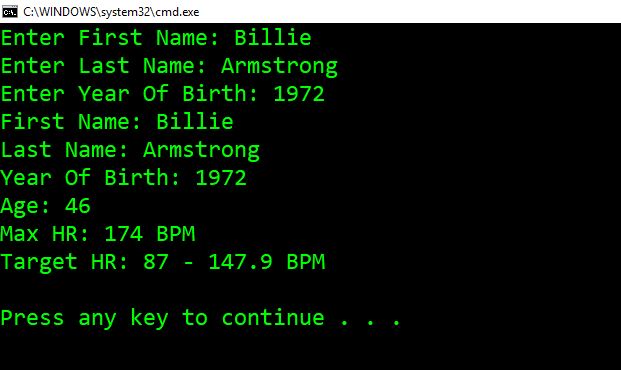 C:\WINDOWS\system32\cmd.exe
Enter First Name: Billie
Enter Last Name: Armstrong
Enter Year Of Birth: 1972
First Name: Billie
Last Name: Armstrong
Year Of Birth: 1972
Age: 46
Max HR: 174 BPM
Target HR: 87 - 147.9 BPM
Press any key to continue . . .